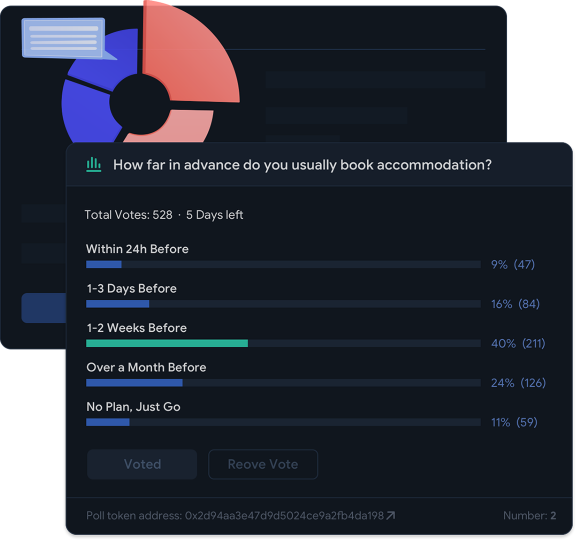 How far in advance do you usually book accommodation?
Total Votes: 528 · 5 Days left
Within 24h Before
9% (47)
1-3 Days Before
16% (84)
1-2 Weeks Before
40% (211)
Over a Month Before
24% (126)
No Plan, Just Go
11% (59)
Voted Reove Vote
Poll token address: 0x2d94aa3e47d9d5024ce9a2fb4da198 Number: 2